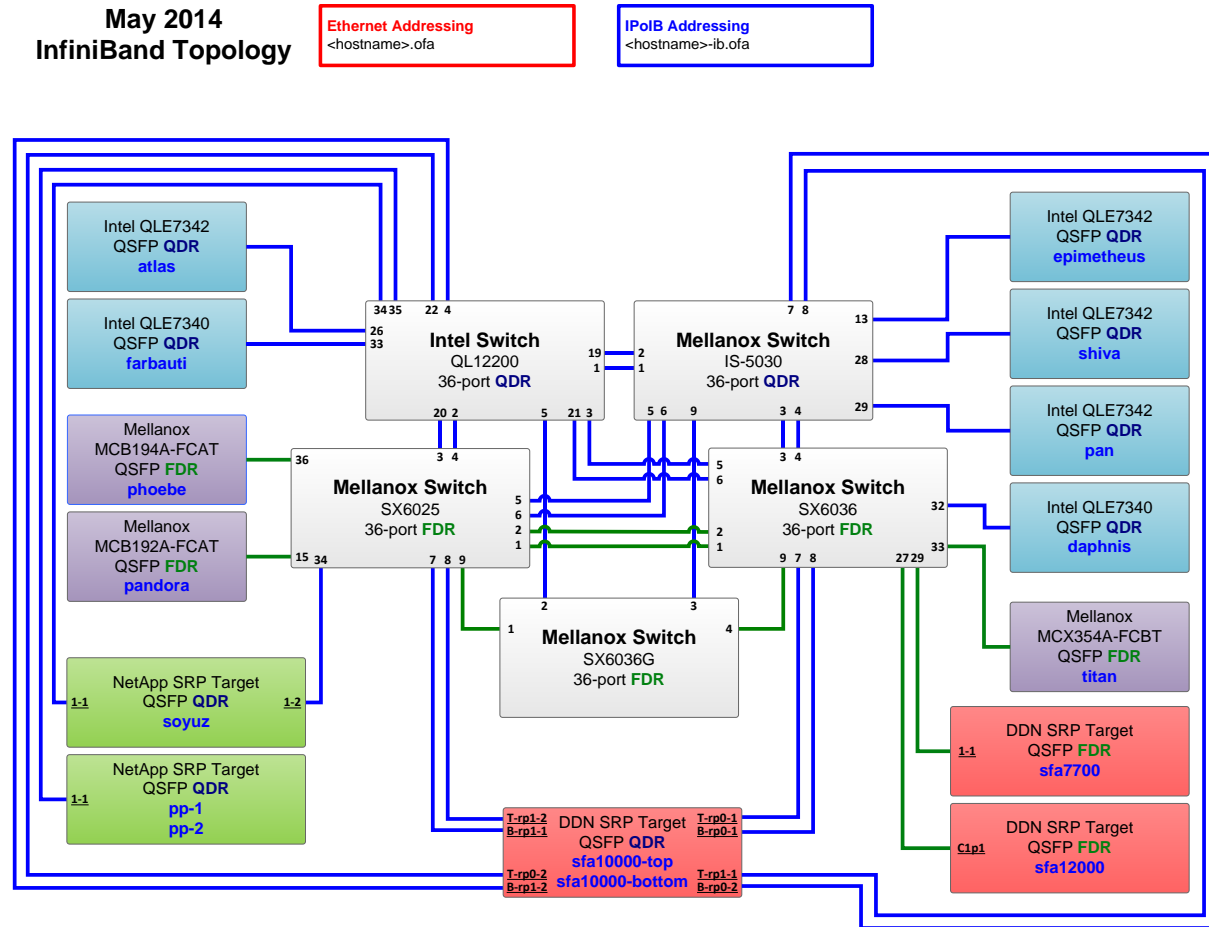 May 2014
InfiniBand Topology
Ethernet Addressing
<hostname>.ofa
IPoIB Addressing
<hostname>-ib.ofa
Intel QLE7342
QSFP QDR
atlas
Intel QLE7340
QSFP QDR
farbauti
Mellanox
MCB194A-FCAT
QSFP FDR
phoebe
Mellanox
MCB192A-FCAT
QSFP FDR
pandora
34 35 22 4
26
33
Intel Switch
QL12200
36-port QDR
19
1
20 2 5 21 3
7 8
2
1
Mellanox Switch
IS-5030
36-port QDR
13
28
29
5 6 9 3 4
Intel QLE7342
QSFP QDR
epimetheus
Intel QLE7342
QSFP QDR
shiva
Intel QLE7342
QSFP QDR
pan
Intel QLE7340
QSFP QDR
daphnis
3 4
36
Mellanox Switch
SX6025
36-port FDR
5
6
2
1
15 34 7 8 9
3 4
5
6
Mellanox Switch
SX6036
36-port FDR
2
1
32
33
9 7 8 27 29
2 3
1
Mellanox Switch
SX6036G
36-port FDR
4
Mellanox
MCX354A-FCBT
QSFP FDR
titan
NetApp SRP Target
QSFP QDR
soyuz
1-1
1-2
NetApp SRP Target
QSFP QDR
pp-1
pp-2
1-1
T-rp1-2
B-rp1-1
DDN SRP Target
QSFP QDR
sfa10000-top
sfa10000-bottom
T-rp0-1
B-rp0-1
T-rp0-2
B-rp1-2
T-rp1-1
B-rp0-2
DDN SRP Target
QSFP FDR
sfa7700
1-1
DDN SRP Target
QSFP FDR
sfa12000
C1p1